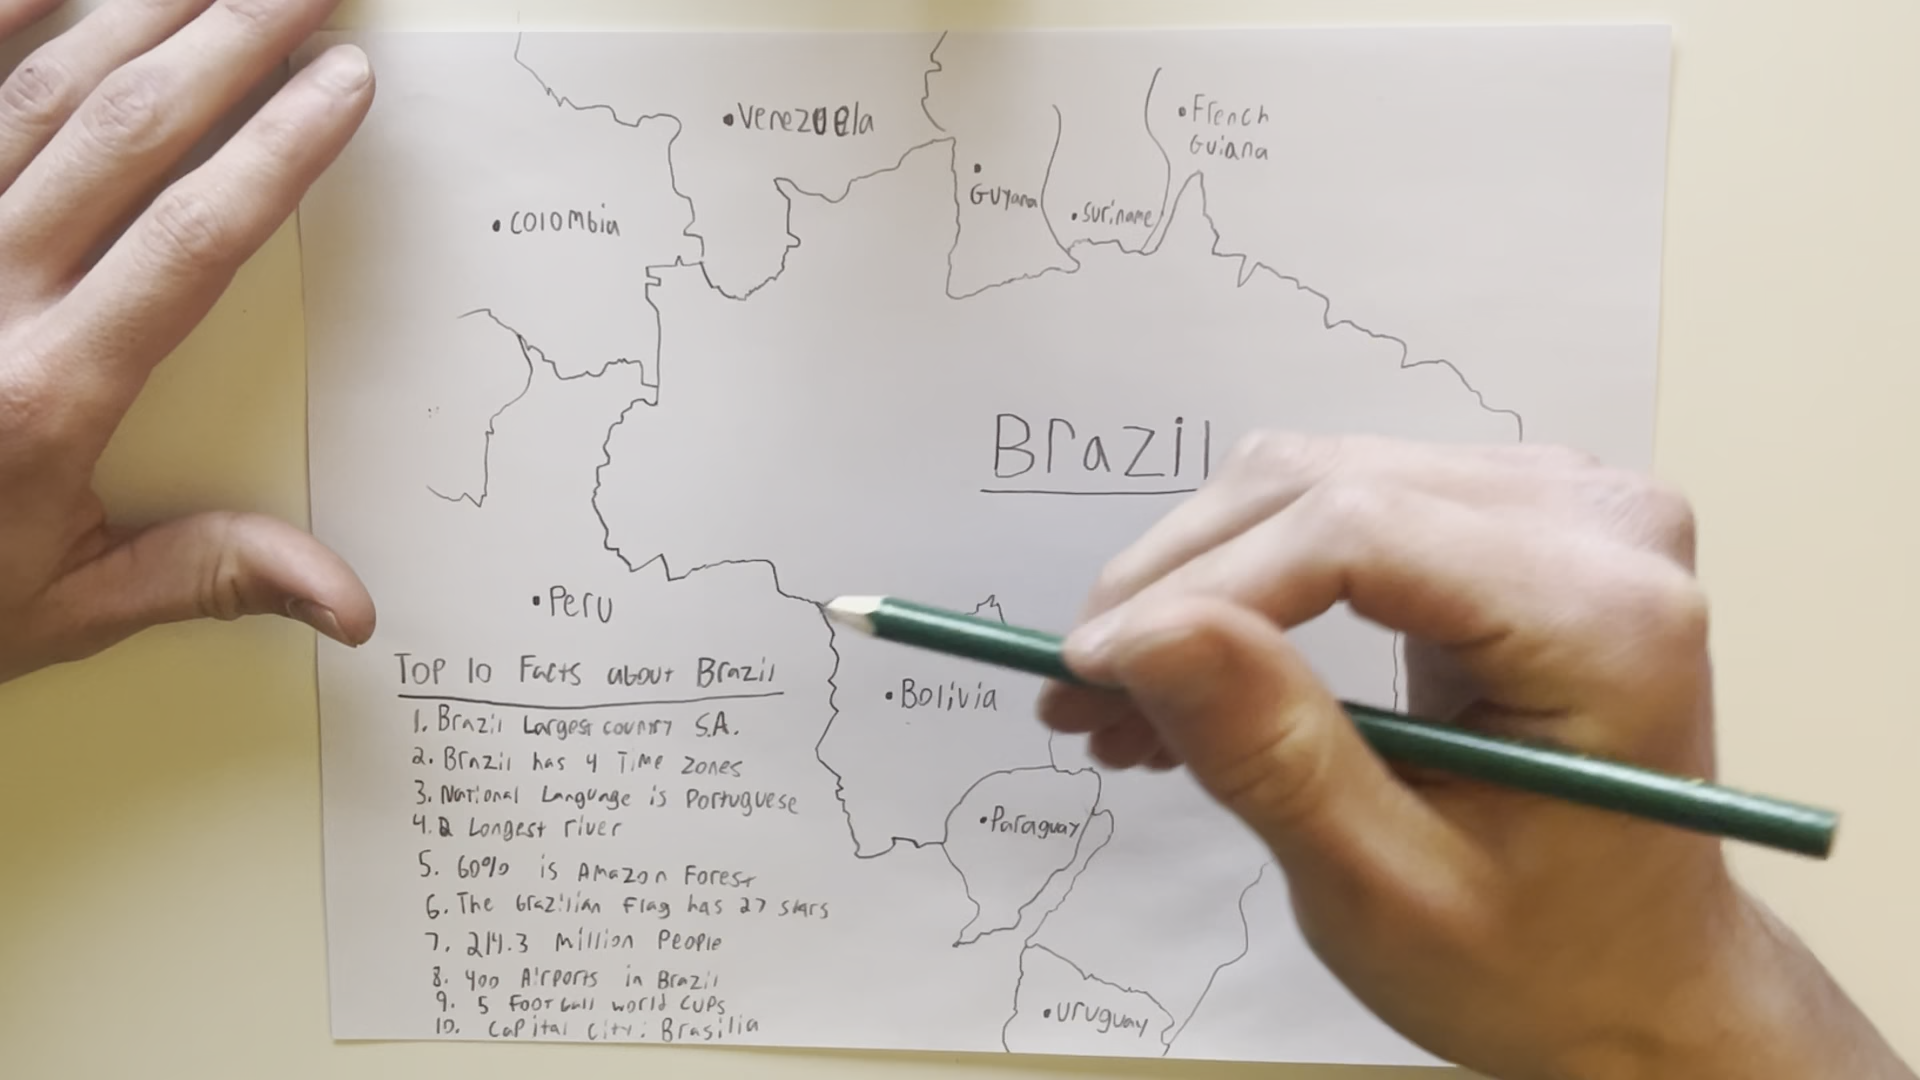 •Venezuela
•French
Guiana
•Guyana
•Suriname
•Colombia
Brazil
•Peru
•Bolivia
•Paraguay
•Uruguay
Top 10 Facts about Brazil
1. Brazil Largest country S.A.
2. Brazil has 4 Time Zones
3. National Language is Portuguese
4. 2 Longest river
5. 60% is Amazon Forest
6. The Brazilian Flag has 27 stars
7. 214.3 Million People
8. 400 Airports in Brazil
9. 5 Football world cups
10. Capital City: Brasilia